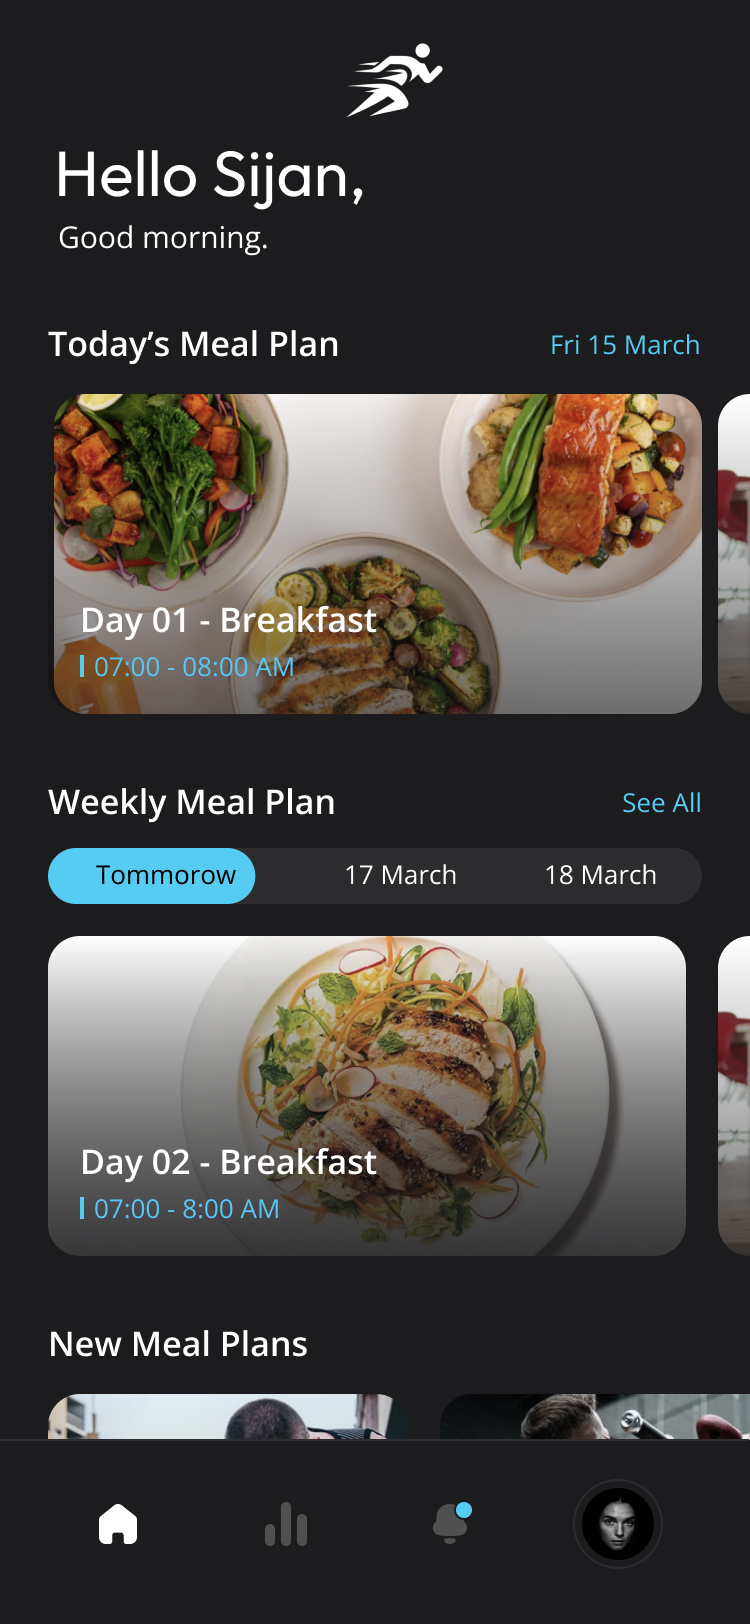 Hello Sijan,
Good morning.
Today’s Meal Plan
Fri 15 March
Day 01 - Breakfast
07:00 - 08:00 AM
Weekly Meal Plan
See All
Tommorow
17 March
18 March
Day 02 - Breakfast
07:00 - 8:00 AM
New Meal Plans